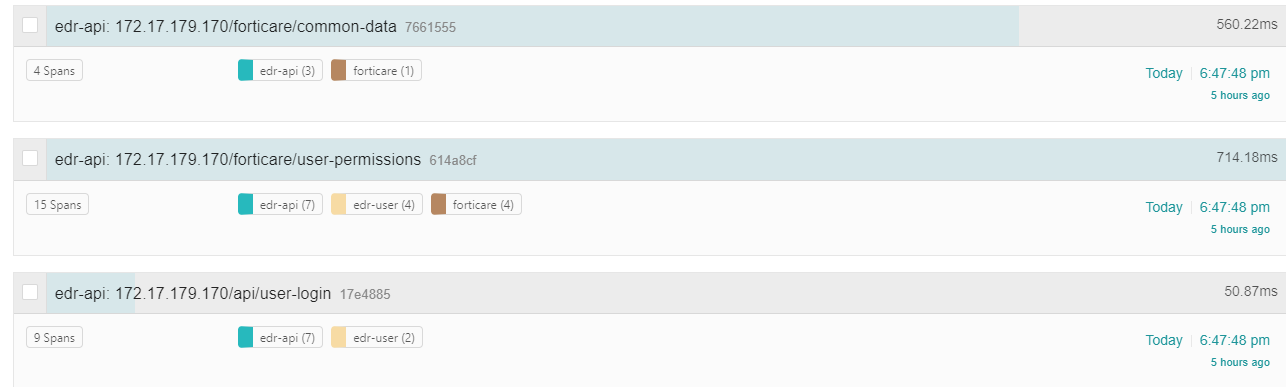 edr-api: 172.17.179.170/forticare/common-data 7661555 560.22ms
4 Spans edr-api (3) forticare (1) Today 6:47:48 pm
5 hours ago
edr-api: 172.17.179.170/forticare/user-permissions 614a8cf 714.18ms
15 Spans edr-api (7) edr-user (4) forticare (4) Today 6:47:48 pm
5 hours ago
edr-api: 172.17.179.170/api/user-login 17e4885 50.87ms
9 Spans edr-api (7) edr-user (2) Today 6:47:48 pm
5 hours ago